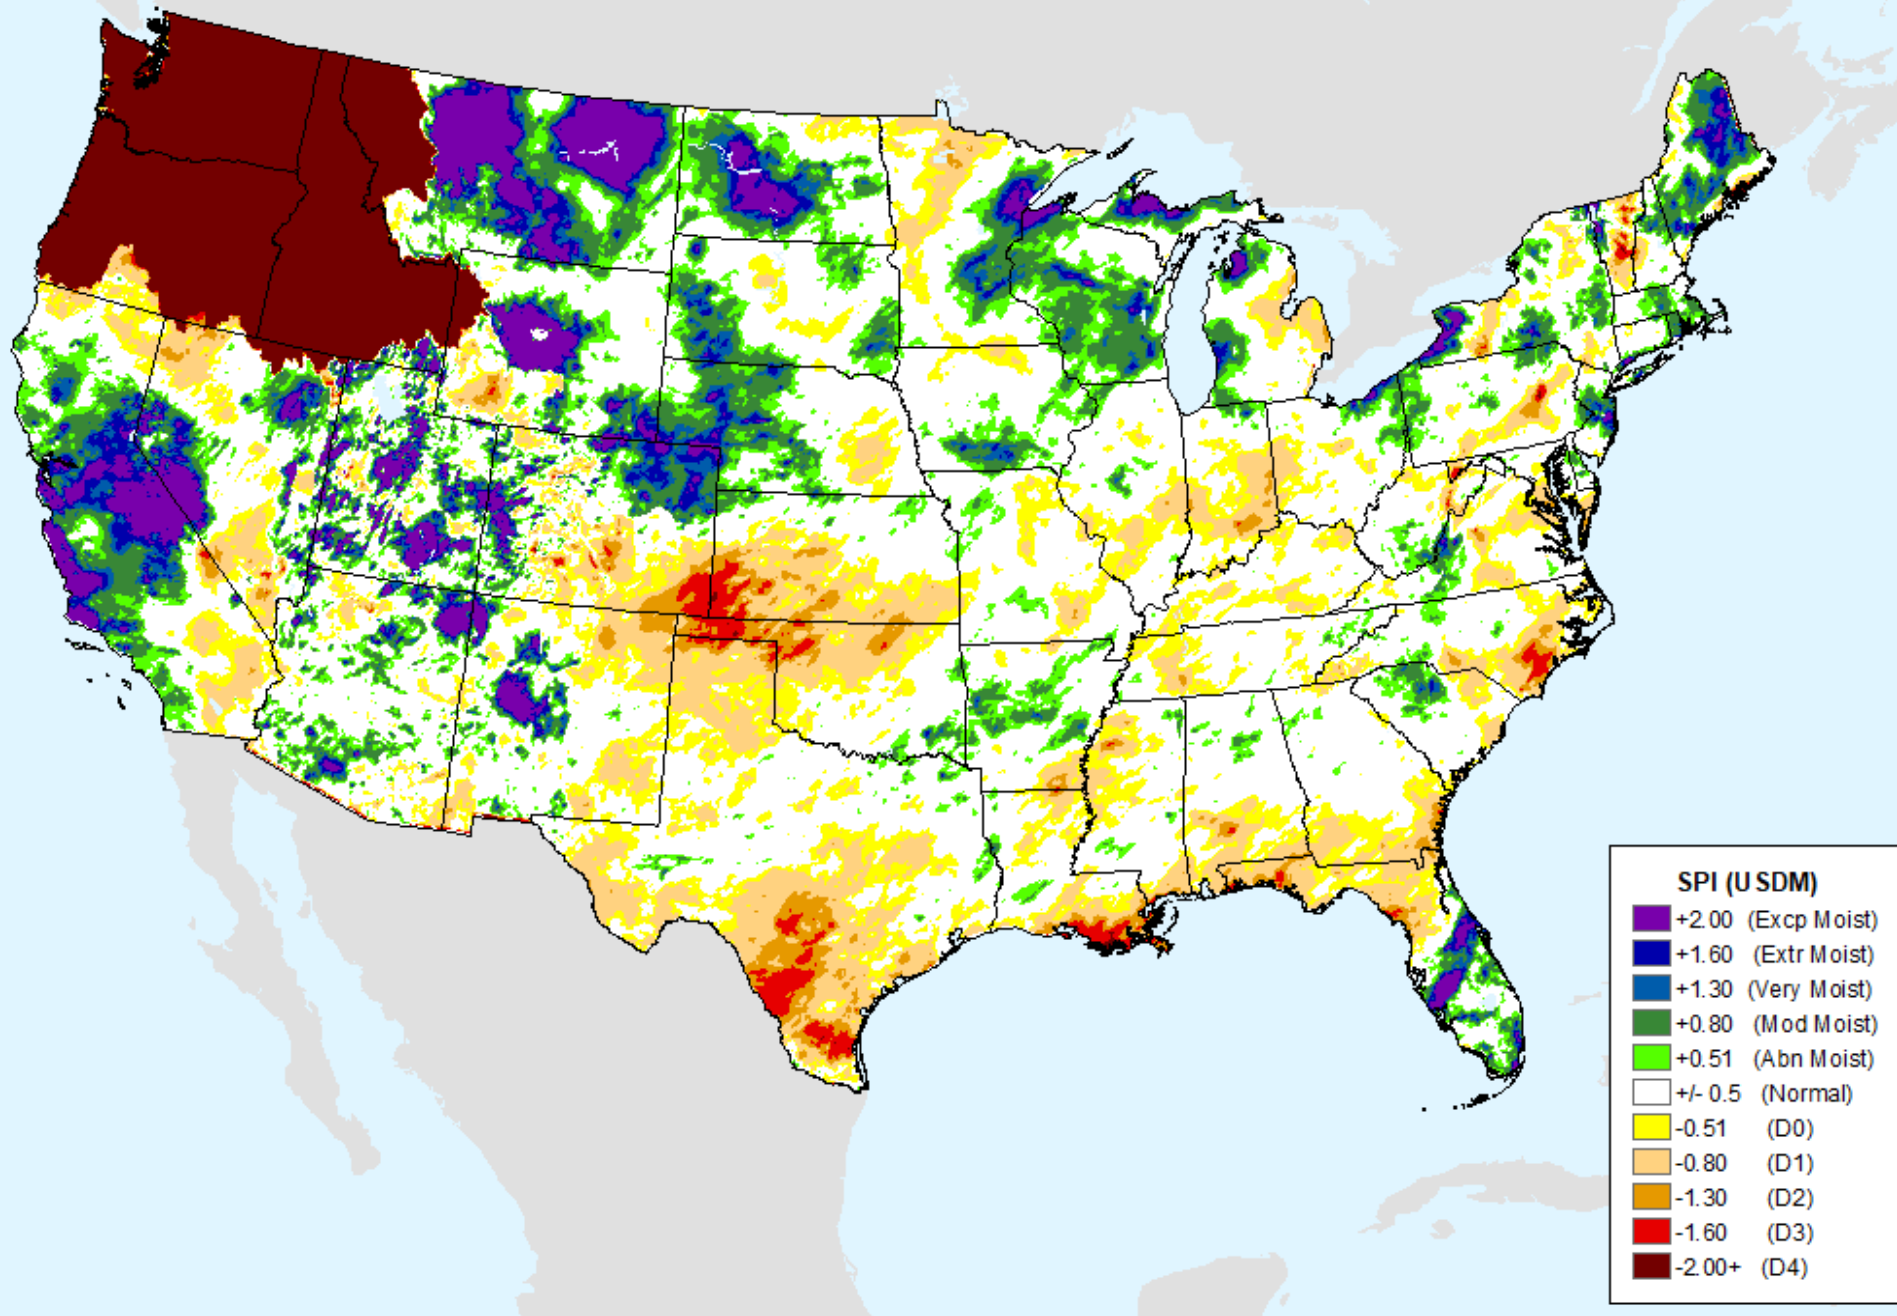 SPI (USDM)
+2.00 (Excp Moist)
+1.60 (Extr Moist)
+1.30 (Very Moist)
+0.80 (Mod Moist)
+0.51 (Abn Moist)
+/- 0.5 (Normal)
-0.51 (D0)
-0.80 (D1)
-1.30 (D2)
-1.60 (D3)
-2.00+ (D4)